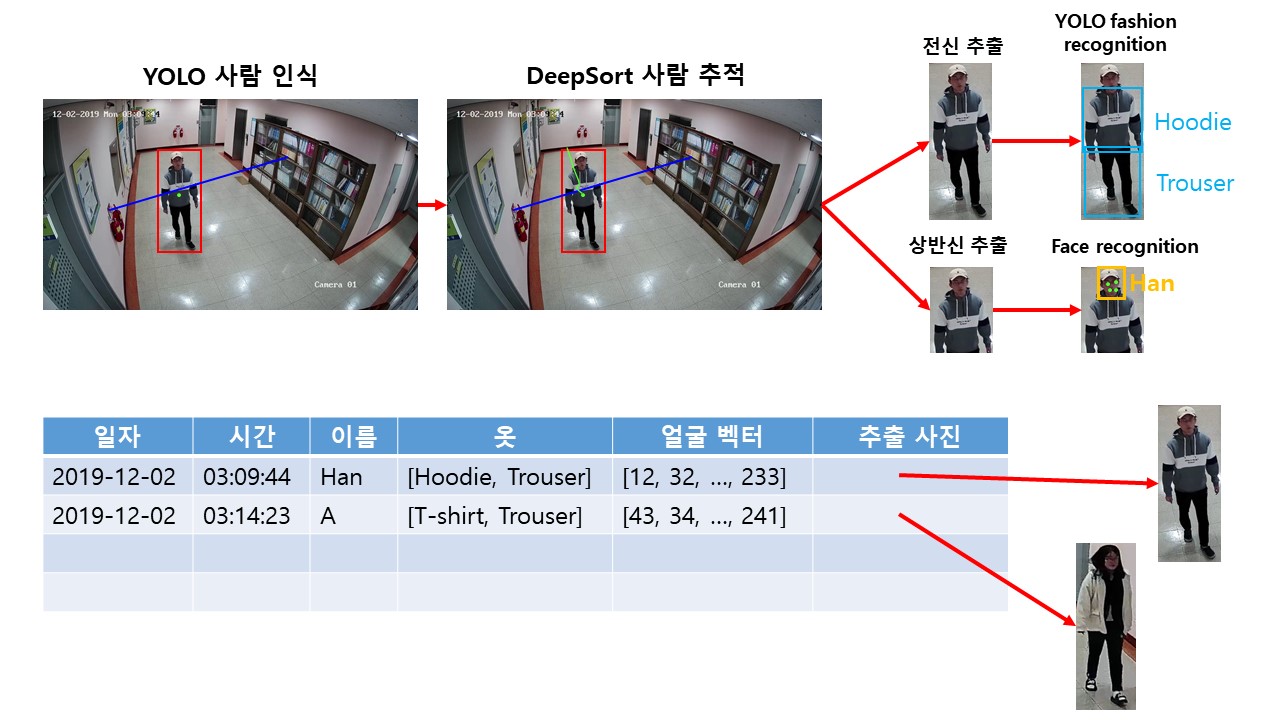 YOLO 사람 인식
DeepSort 사람 추적
전신 추출
YOLO fashion
recognition
12-02-2019 Mon 03:09:44
Camera 01
12-02-2019 Mon 03:09:44
Camera 01
Hoodie
Trouser
상반신 추출
Face recognition
Han
일자 시간 이름 옷 얼굴 벡터 추출 사진
2019-12-02 03:09:44 Han [Hoodie, Trouser] [12, 32, ..., 233]
2019-12-02 03:14:23 A [T-shirt, Trouser] [43, 34, ..., 241]